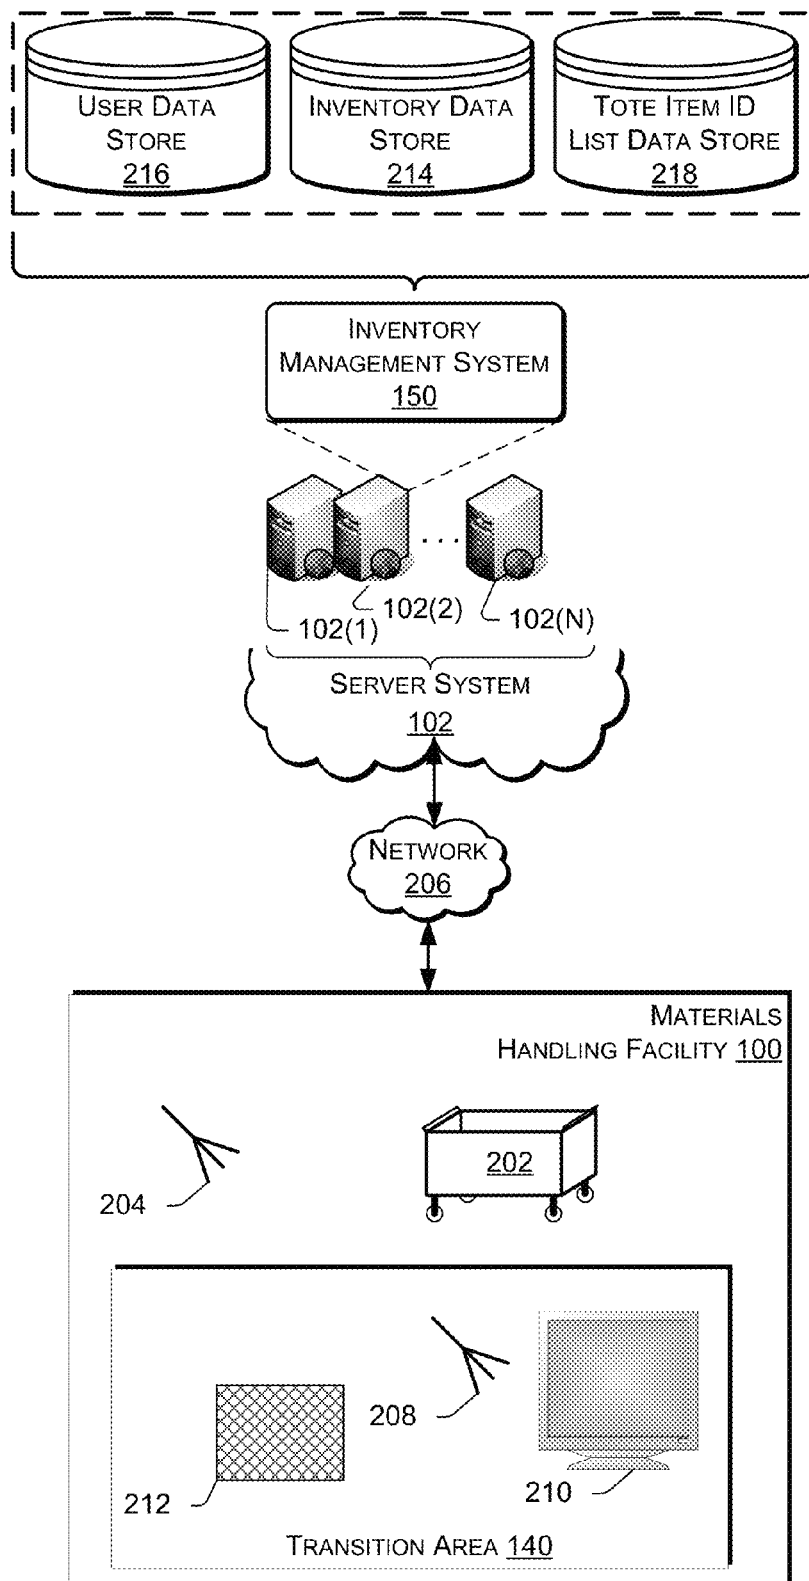 USER DATA
STORE
216
INVENTORY DATA
STORE
214
TOTE ITEM ID
LIST DATA STORE
218
INVENTORY
MANAGEMENT SYSTEM
150
...
102(1)
102(2)
102(N)
SERVER SYSTEM
102
NETWORK
206
MATERIALS
HANDLING FACILITY 100
204
202
208
212
210
TRANSITION AREA 140